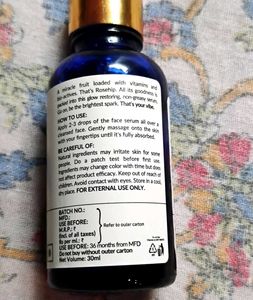 A miracle fruit loaded with vitamins and
bio-actives. That's Rosehip. All its goodness is
packed into this glow restoring, non-greasy serum.
Go on, be the brightest spark. That's your vibe.
HOW TO USE:
Apply 2-3 drops of the face serum all over a
cleansed face. Gently massage onto the skin
with your fingertips until it's fully absorbed.
BE CAREFUL OF:
Natural ingredients may irritate skin for some
people. Do a patch test before first use.
Ingredients may change color with time but does
not affect product efficacy. Keep out of reach of
children. Avoid contact with eyes. Store in a cool,
dry place. FOR EXTERNAL USE ONLY.
BATCH NO.:
MFD.:
USE BEFORE:
M.R.P.: ₹
(Incl. of all taxes)
Rs per ml.: ₹
Refer to outer carton
USE BEFORE: 36 months from MFD
Do not buy without outer carton
Net Volume: 30ml